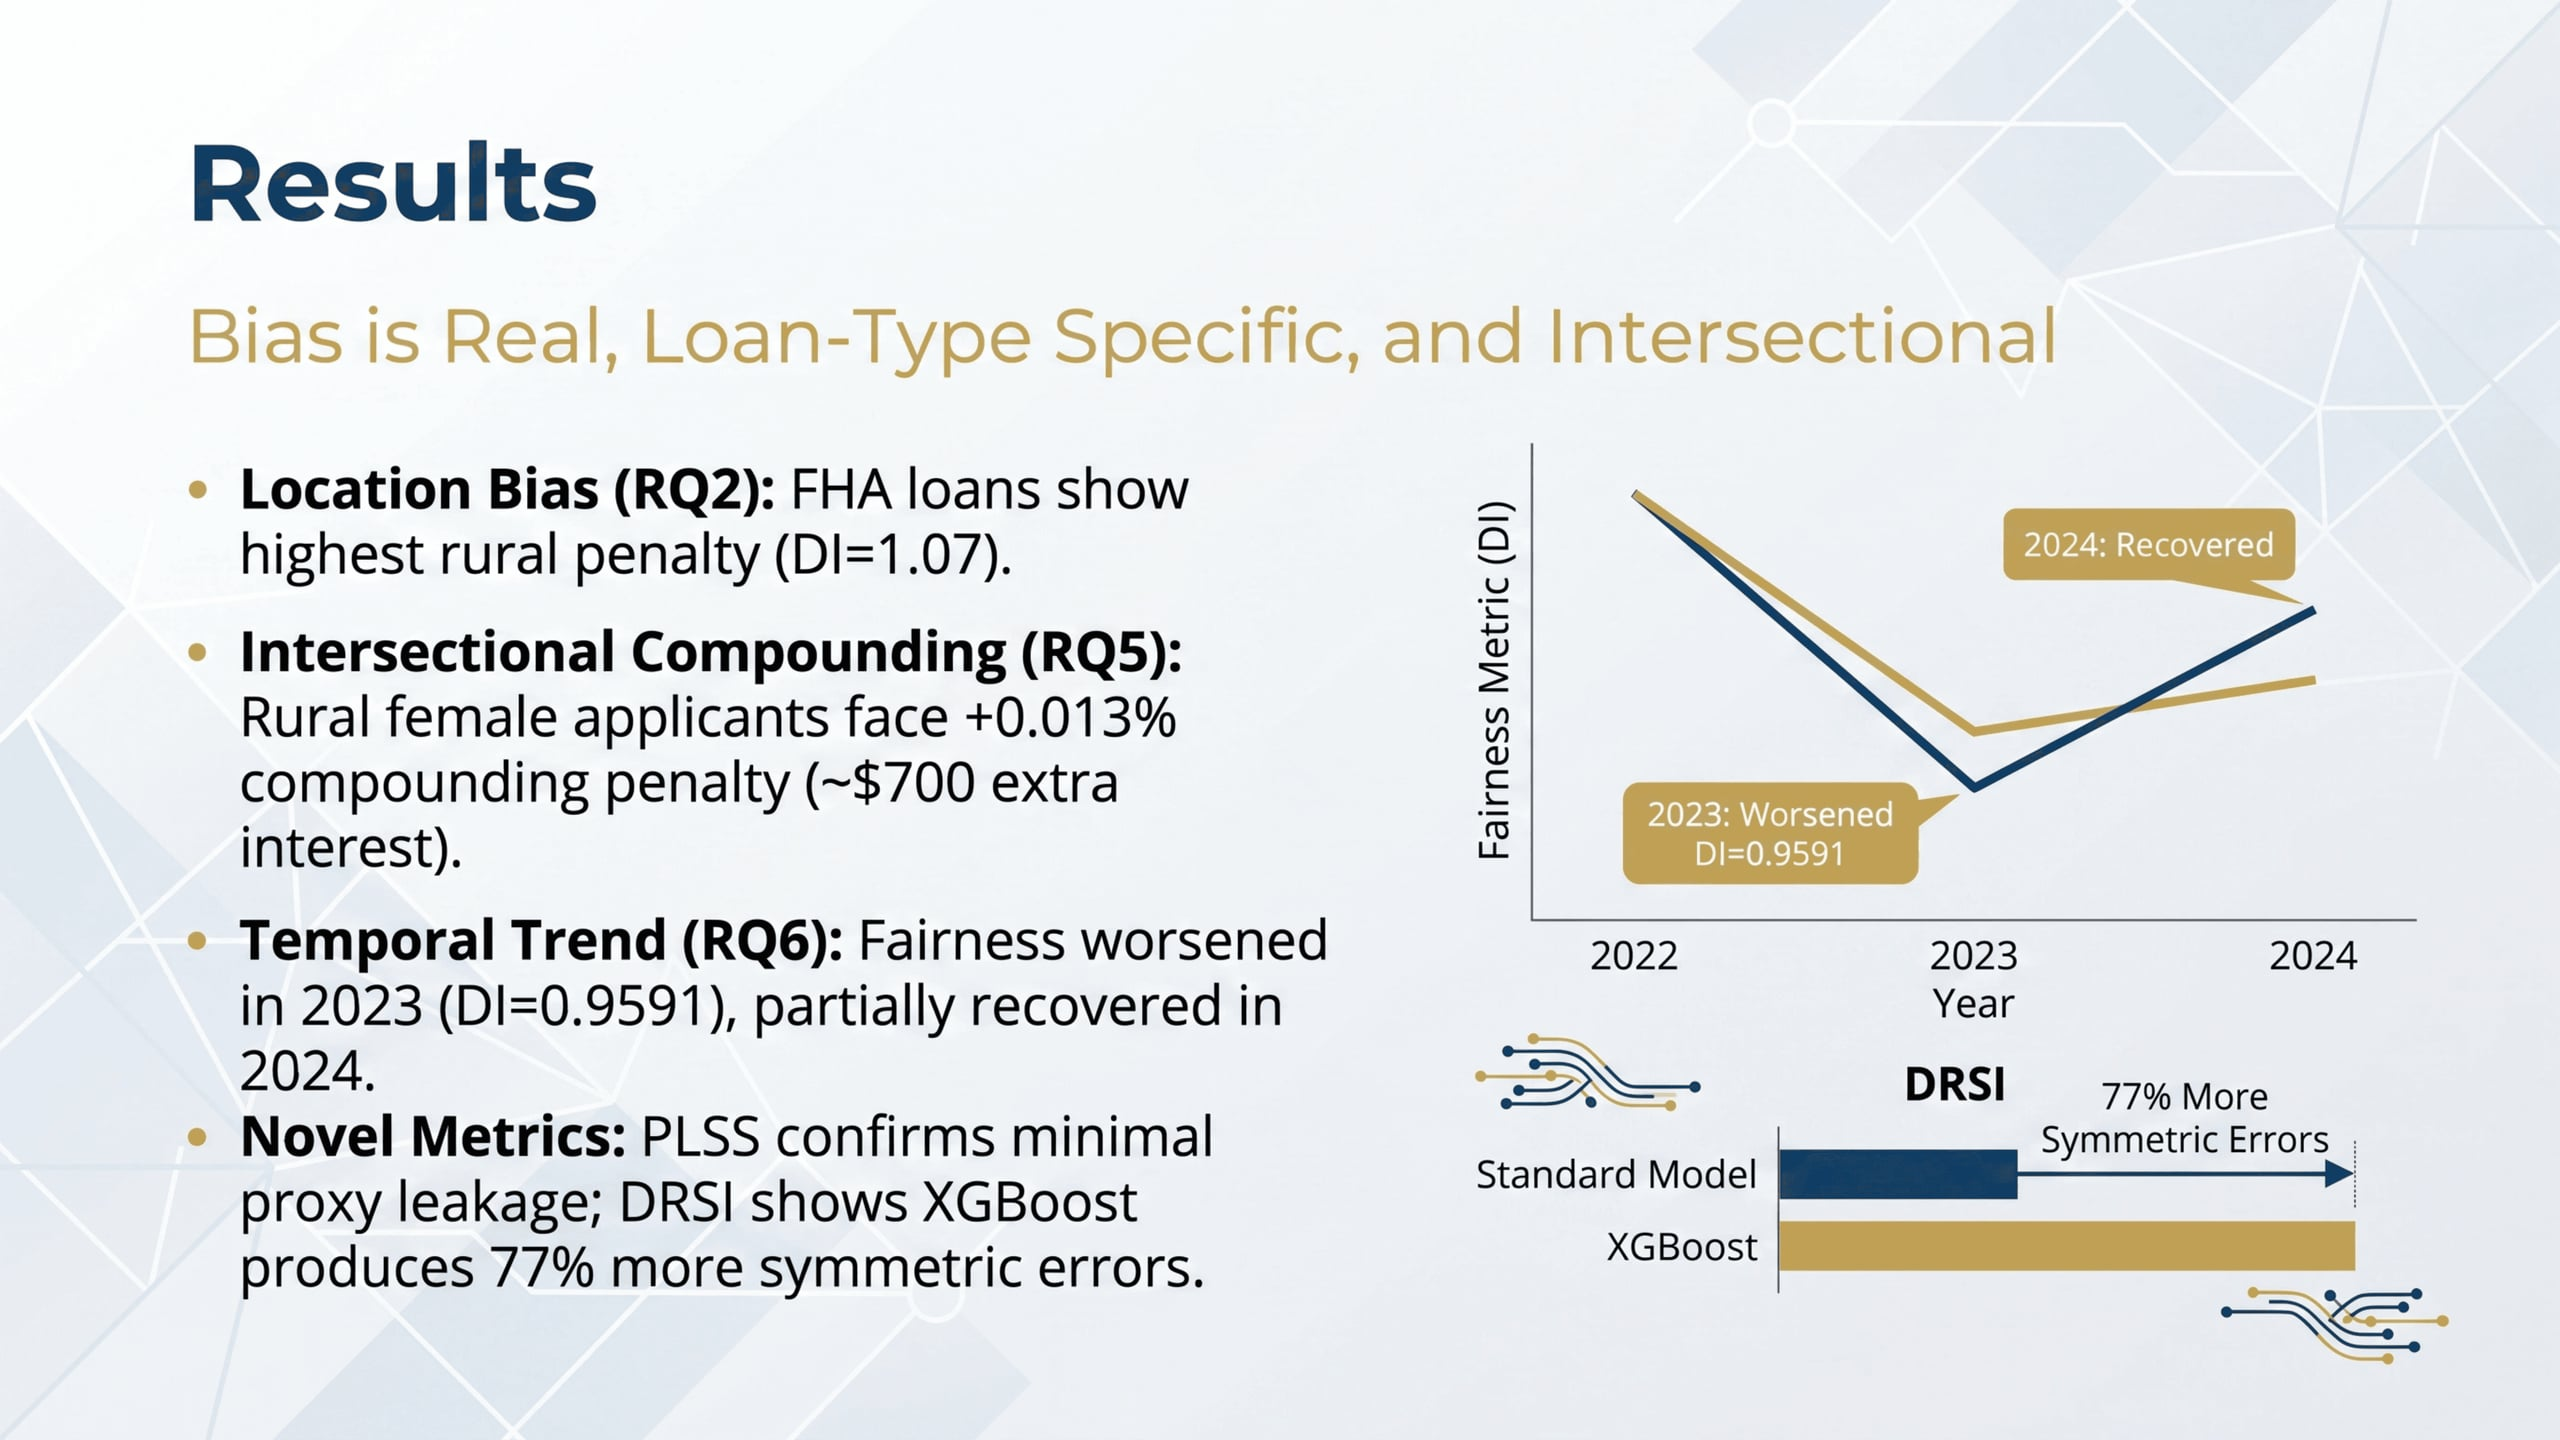 Results
Bias is Real, Loan-Type Specific, and Intersectional
• Location Bias (RQ2): FHA loans show
highest rural penalty (DI=1.07).
• Intersectional Compounding (RQ5):
Rural female applicants face +0.013%
compounding penalty (~$700 extra
interest).
• Temporal Trend (RQ6): Fairness worsened
in 2023 (DI=0.9591), partially recovered in
2024.
• Novel Metrics: PLSS confirms minimal
proxy leakage; DRSI shows XGBoost
produces 77% more symmetric errors.
Fairness Metric (DI)
2024: Recovered
2023: Worsened
DI=0.9591
2022
2023
2024
Year
DRSI
77% More
Symmetric Errors
Standard Model
XGBoost